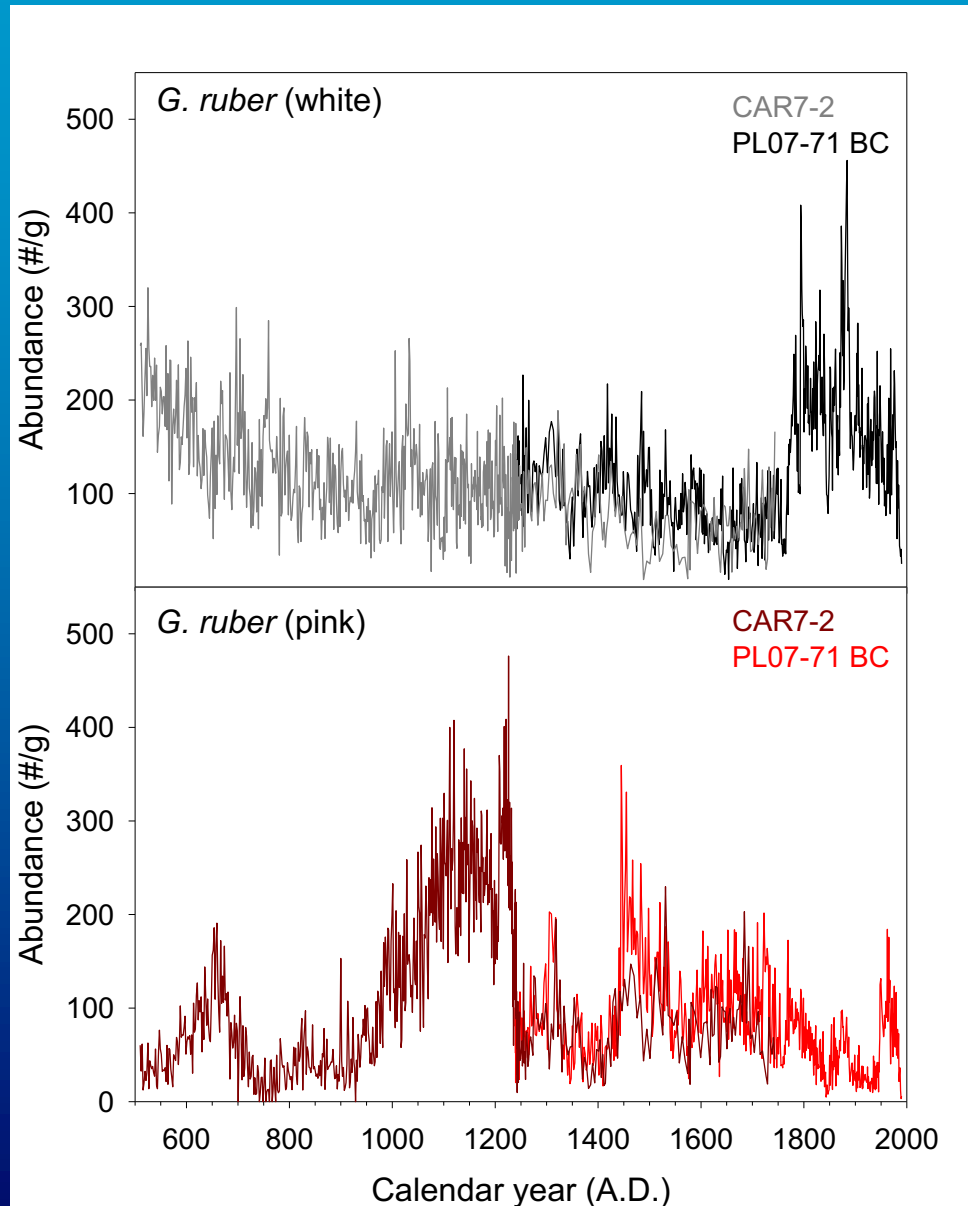 G. ruber (white)
CAR7-2
PL07-71 BC
500
400
300
200
100
Abundance (#/g)
G. ruber (pink)
CAR7-2
PL07-71 BC
500
400
300
200
100
0
Abundance (#/g)
600 800 1000 1200 1400 1600 1800 2000
Calendar year (A.D.)